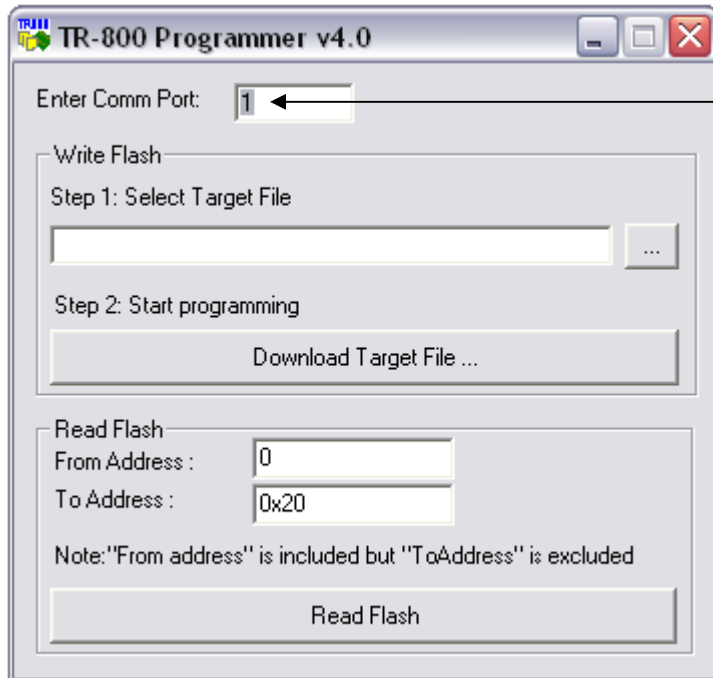 TR-800 Programmer v4.0
Enter Comm Port: 1
Write Flash
Step 1: Select Target File
...
Step 2: Start programming
Download Target File ...
Read Flash
From Address : 0
To Address : 0x20
Note:"From address" is included but "ToAddress" is excluded
Read Flash